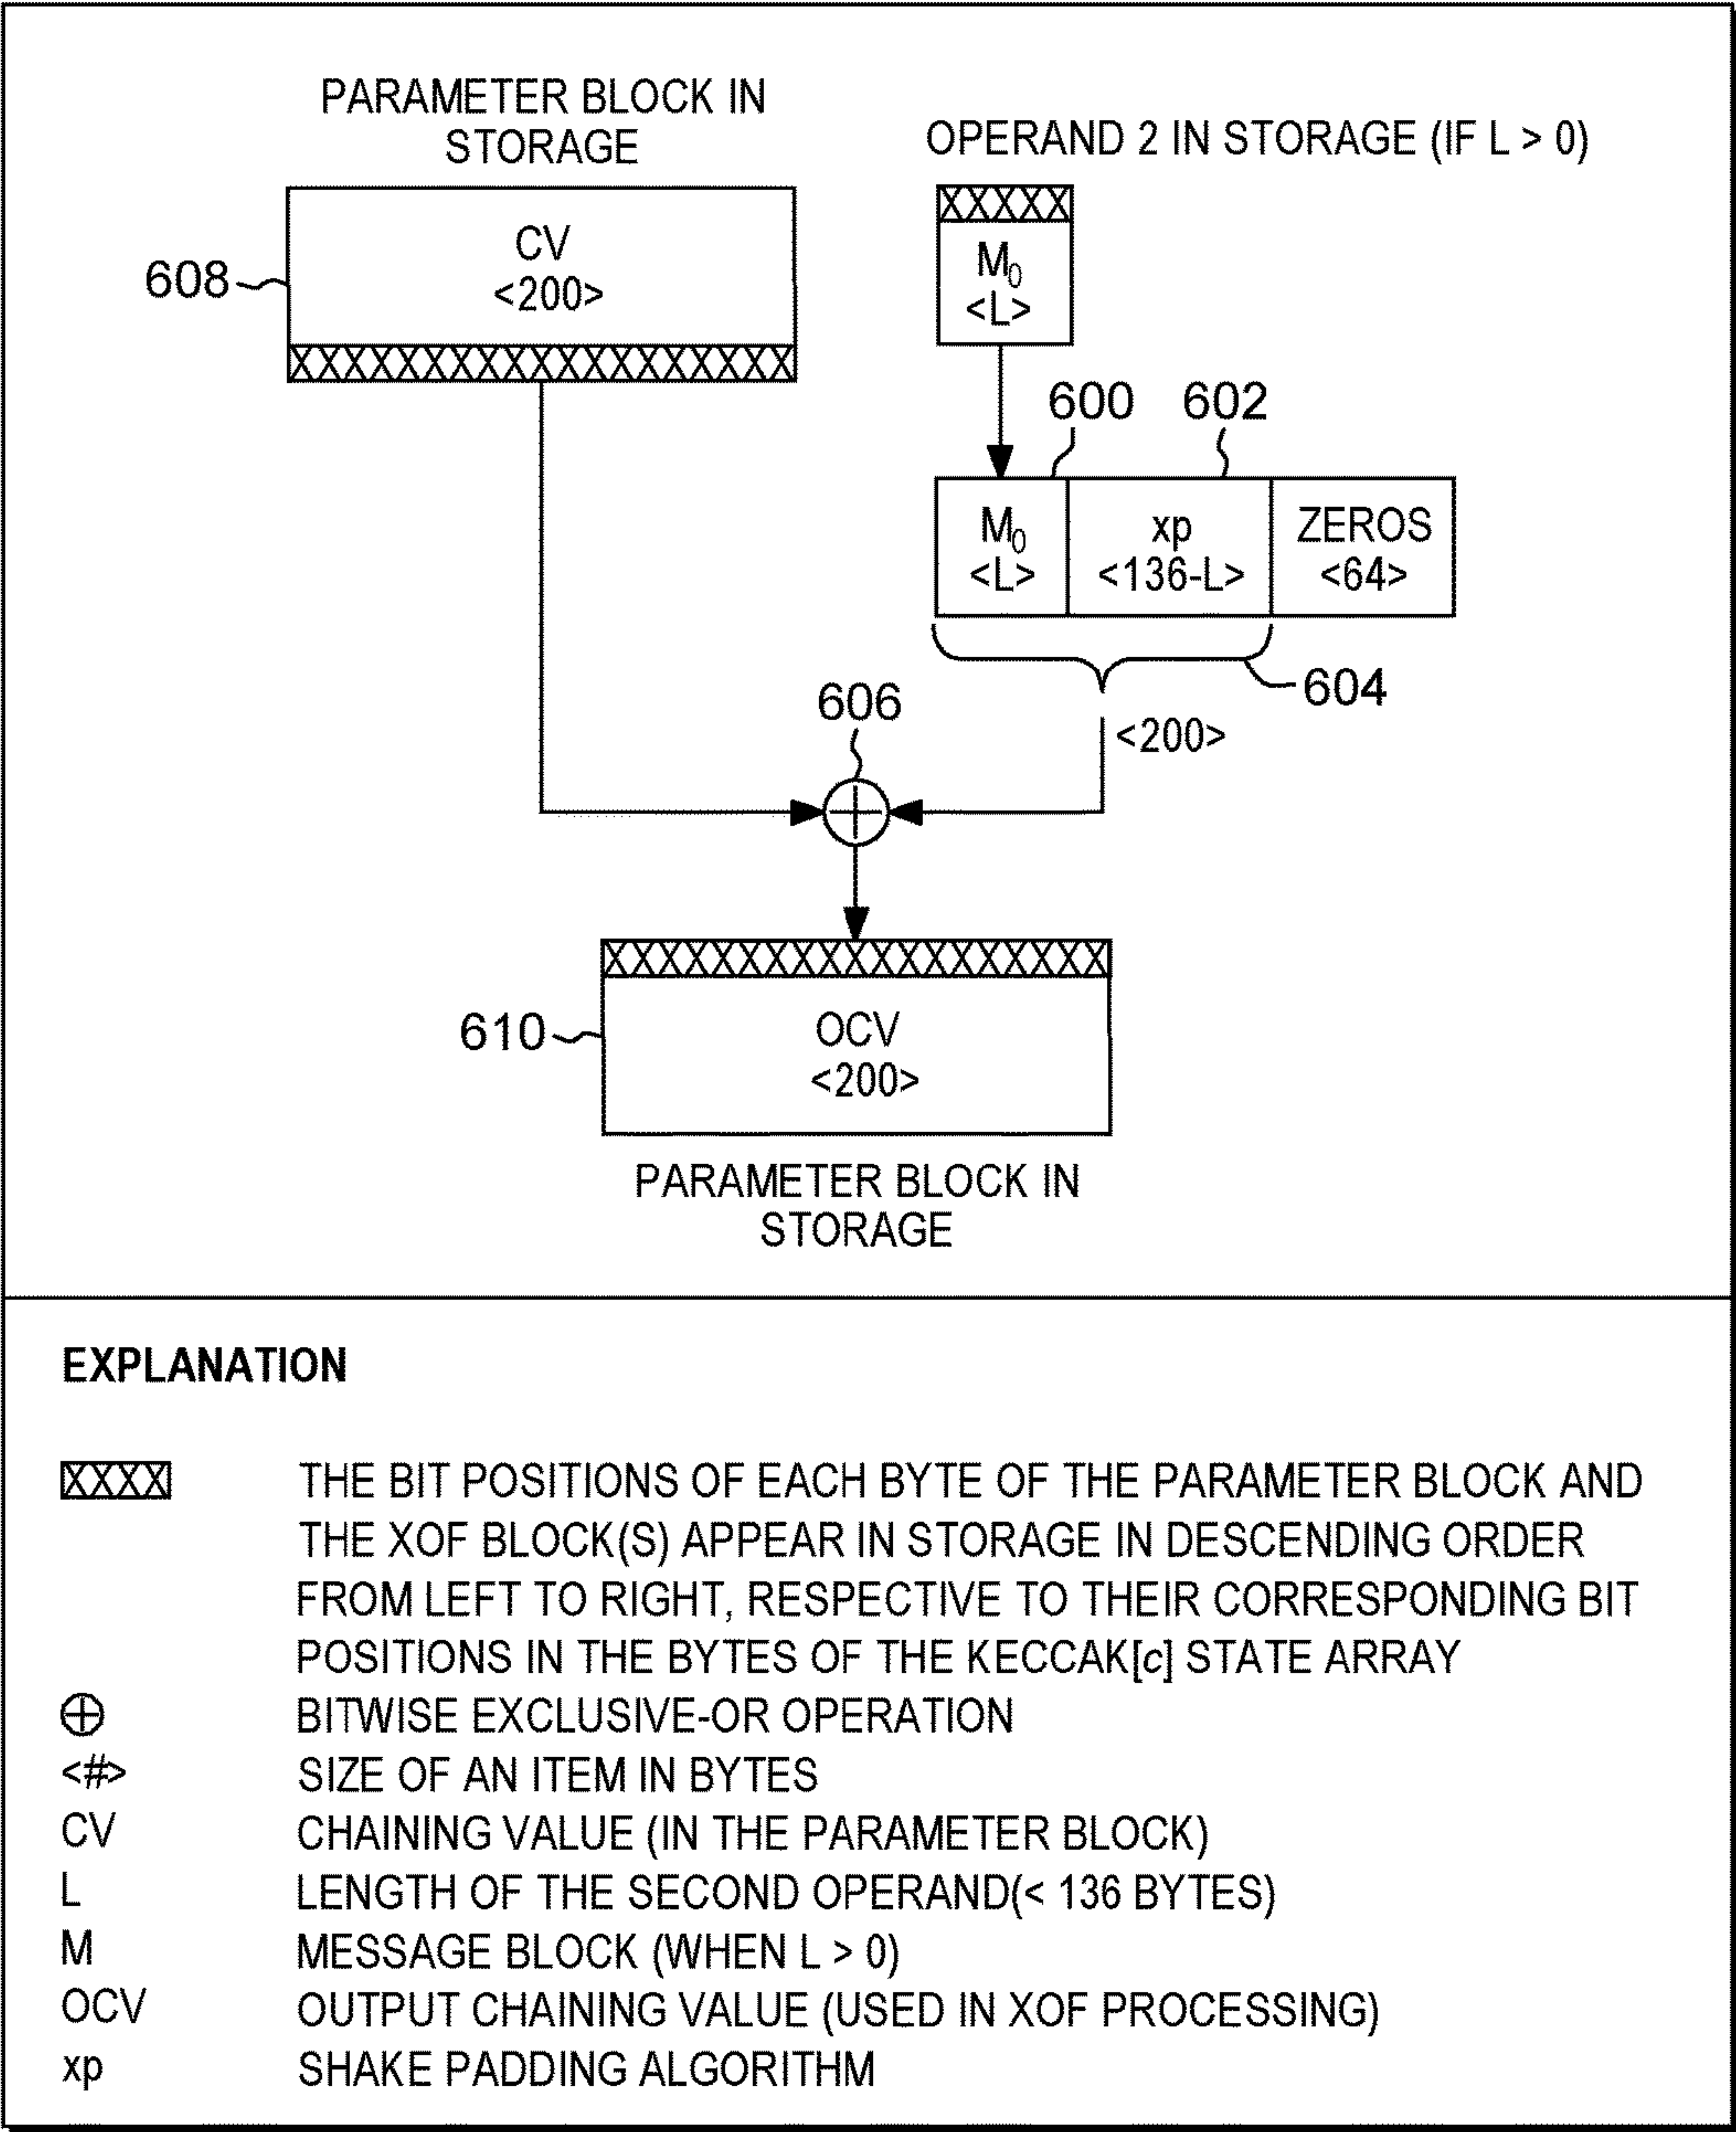 PARAMETER BLOCK IN
STORAGE
OPERAND 2 IN STORAGE (IF L > 0)
CV
<200>
608
M₀
<L>
600
602
M₀
<L>
xp
<136-L>
ZEROS
<64>
604
<200>
606
610
OCV
<200>
PARAMETER BLOCK IN
STORAGE
EXPLANATION
THE BIT POSITIONS OF EACH BYTE OF THE PARAMETER BLOCK AND
THE XOF BLOCK(S) APPEAR IN STORAGE IN DESCENDING ORDER
FROM LEFT TO RIGHT, RESPECTIVE TO THEIR CORRESPONDING BIT
POSITIONS IN THE BYTES OF THE KECCAK[c] STATE ARRAY
⊕ BITWISE EXCLUSIVE-OR OPERATION
<#> SIZE OF AN ITEM IN BYTES
CV CHAINING VALUE (IN THE PARAMETER BLOCK)
L LENGTH OF THE SECOND OPERAND(< 136 BYTES)
M MESSAGE BLOCK (WHEN L > 0)
OCV OUTPUT CHAINING VALUE (USED IN XOF PROCESSING)
xp SHAKE PADDING ALGORITHM